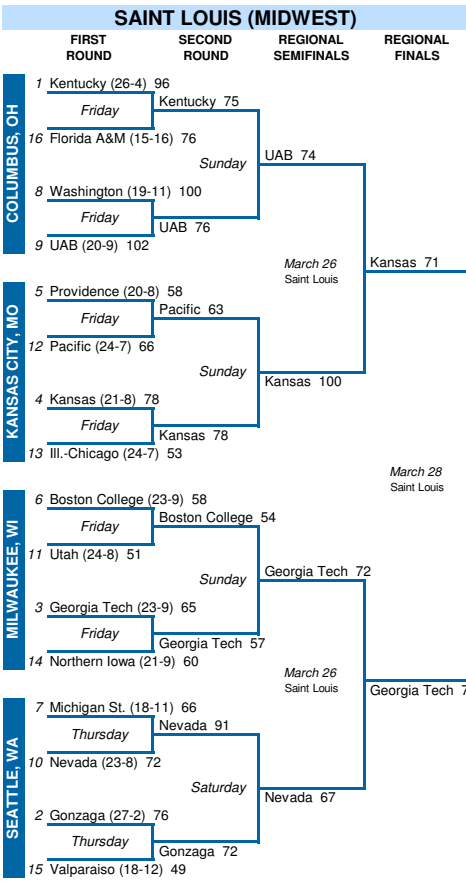 SAINT LOUIS (MIDWEST)
FIRST ROUND
SECOND ROUND
REGIONAL SEMIFINALS
REGIONAL FINALS
COLUMBUS, OH
1 Kentucky (26-4) 96
Friday
16 Florida A&M (15-16) 76
Kentucky 75
Sunday
8 Washington (19-11) 100
Friday
9 UAB (20-9) 102
UAB 76
UAB 74
March 26
Saint Louis
Kansas 71
KANSAS CITY, MO
5 Providence (20-8) 58
Friday
12 Pacific (24-7) 66
Pacific 63
Sunday
4 Kansas (21-8) 78
Friday
13 Ill.-Chicago (24-7) 53
Kansas 78
Kansas 100
March 28
Saint Louis
MILWAUKEE, WI
6 Boston College (23-9) 58
Friday
11 Utah (24-8) 51
Boston College 54
Sunday
3 Georgia Tech (23-9) 65
Friday
14 Northern Iowa (21-9) 60
Georgia Tech 57
Georgia Tech 72
March 26
Saint Louis
Georgia Tech 7
SEATTLE, WA
7 Michigan St. (18-11) 66
Thursday
10 Nevada (23-8) 72
Nevada 91
Saturday
2 Gonzaga (27-2) 76
Thursday
15 Valparaiso (18-12) 49
Gonzaga 72
Nevada 67